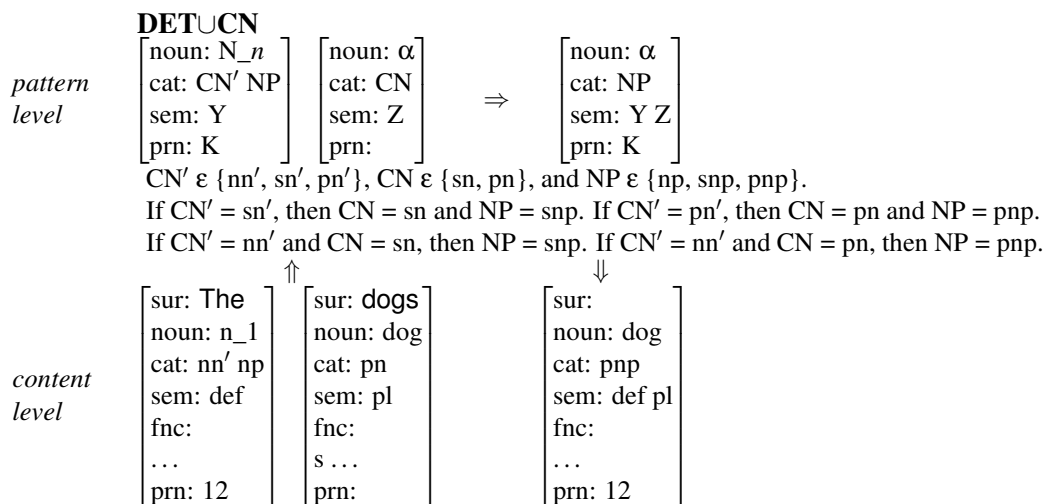 DET∪CN
pattern level
[noun: N_n] [noun: α] [noun: α]
[cat: CN′ NP] [cat: CN] ⇒ [cat: NP]
[sem: Y] [sem: Z] [sem: Y Z]
[prn: K] [prn: ] [prn: K]
CN′ ε {nn′, sn′, pn′}, CN ε {sn, pn}, and NP ε {np, snp, pnp}.
If CN′ = sn′, then CN = sn and NP = snp. If CN′ = pn′, then CN = pn and NP = pnp.
If CN′ = nn′ and CN = sn, then NP = snp. If CN′ = nn′ and CN = pn, then NP = pnp.
⇑ ⇓
content level
[sur: The] [sur: dogs] [sur: ]
[noun: n_1] [noun: dog] [noun: dog]
[cat: nn′ np] [cat: pn] [cat: pnp]
[sem: def] [sem: pl] [sem: def pl]
[fnc: ] [fnc: ] [fnc: ]
[…] [s …] […]
[prn: 12] [prn: ] [prn: 12]